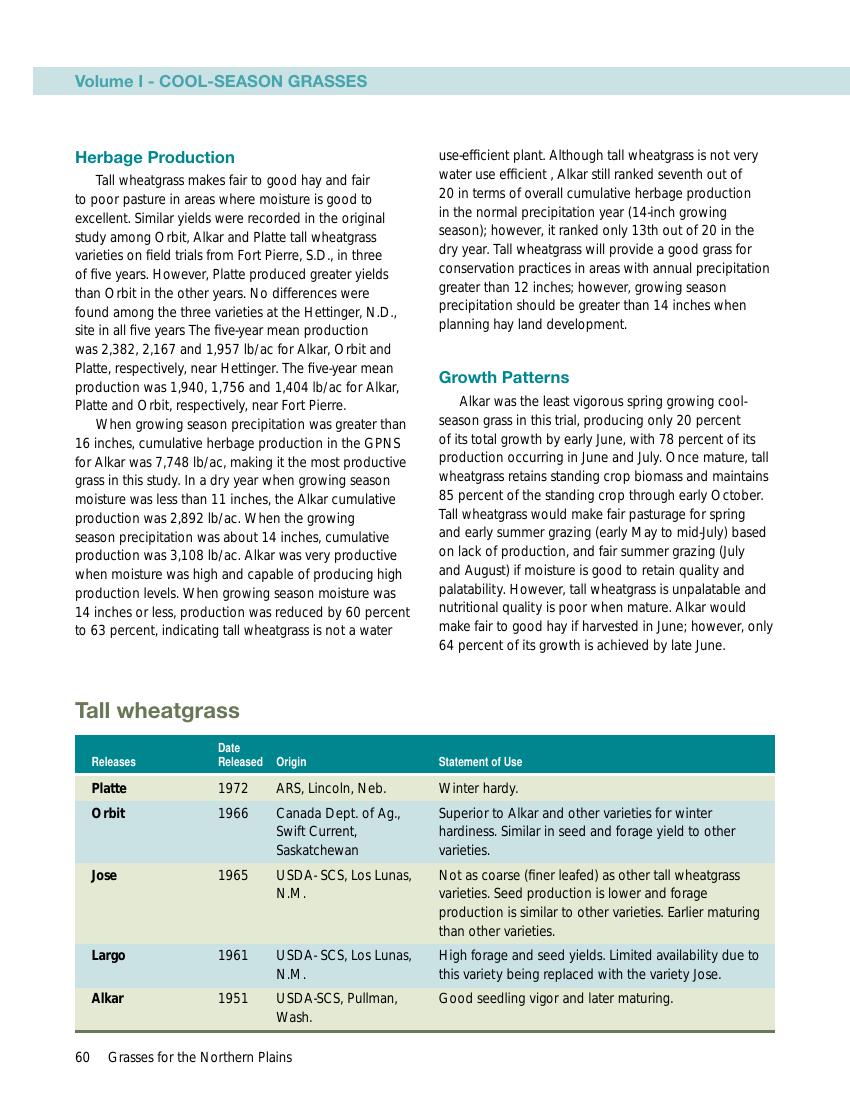 Volume I - COOL-SEASON GRASSES
Herbage Production
Tall wheatgrass makes fair to good hay and fair
to poor pasture in areas where moisture is good to
excellent. Similar yields were recorded in the original
study among Orbit, Alkar and Platte tall wheatgrass
varieties on field trials from Fort Pierre, S.D., in three
of five years. However, Platte produced greater yields
than Orbit in the other years. No differences were
found among the three varieties at the Hettinger, N.D.,
site in all five years The five-year mean production
was 2,382, 2,167 and 1,957 lb/ac for Alkar, Orbit and
Platte, respectively, near Hettinger. The five-year mean
production was 1,940, 1,756 and 1,404 lb/ac for Alkar,
Platte and Orbit, respectively, near Fort Pierre.
When growing season precipitation was greater than
16 inches, cumulative herbage production in the GPNS
for Alkar was 7,748 lb/ac, making it the most productive
grass in this study. In a dry year when growing season
moisture was less than 11 inches, the Alkar cumulative
production was 2,892 lb/ac. When the growing
season precipitation was about 14 inches, cumulative
production was 3,108 lb/ac. Alkar was very productive
when moisture was high and capable of producing high
production levels. When growing season moisture was
14 inches or less, production was reduced by 60 percent
to 63 percent, indicating tall wheatgrass is not a water
use-efficient plant. Although tall wheatgrass is not very
water use efficient , Alkar still ranked seventh out of
20 in terms of overall cumulative herbage production
in the normal precipitation year (14-inch growing
season); however, it ranked only 13th out of 20 in the
dry year. Tall wheatgrass will provide a good grass for
conservation practices in areas with annual precipitation
greater than 12 inches; however, growing season
precipitation should be greater than 14 inches when
planning hay land development.
Growth Patterns
Alkar was the least vigorous spring growing cool-
season grass in this trial, producing only 20 percent
of its total growth by early June, with 78 percent of its
production occurring in June and July. Once mature, tall
wheatgrass retains standing crop biomass and maintains
85 percent of the standing crop through early October.
Tall wheatgrass would make fair pasturage for spring
and early summer grazing (early May to mid-July) based
on lack of production, and fair summer grazing (July
and August) if moisture is good to retain quality and
palatability. However, tall wheatgrass is unpalatable and
nutritional quality is poor when mature. Alkar would
make fair to good hay if harvested in June; however, only
64 percent of its growth is achieved by late June.
Tall wheatgrass
Releases Date Released Origin Statement of Use
Platte 1972 ARS, Lincoln, Neb. Winter hardy.
Orbit 1966 Canada Dept. of Ag., Superior to Alkar and other varieties for winter
Swift Current, hardiness. Similar in seed and forage yield to other
Saskatchewan varieties.
Jose 1965 USDA- SCS, Los Lunas, Not as coarse (finer leafed) as other tall wheatgrass
N.M. varieties. Seed production is lower and forage
production is similar to other varieties. Earlier maturing
than other varieties.
Largo 1961 USDA- SCS, Los Lunas, High forage and seed yields. Limited availability due to
N.M. this variety being replaced with the variety Jose.
Alkar 1951 USDA-SCS, Pullman, Good seedling vigor and later maturing.
Wash.
60 Grasses for the Northern Plains